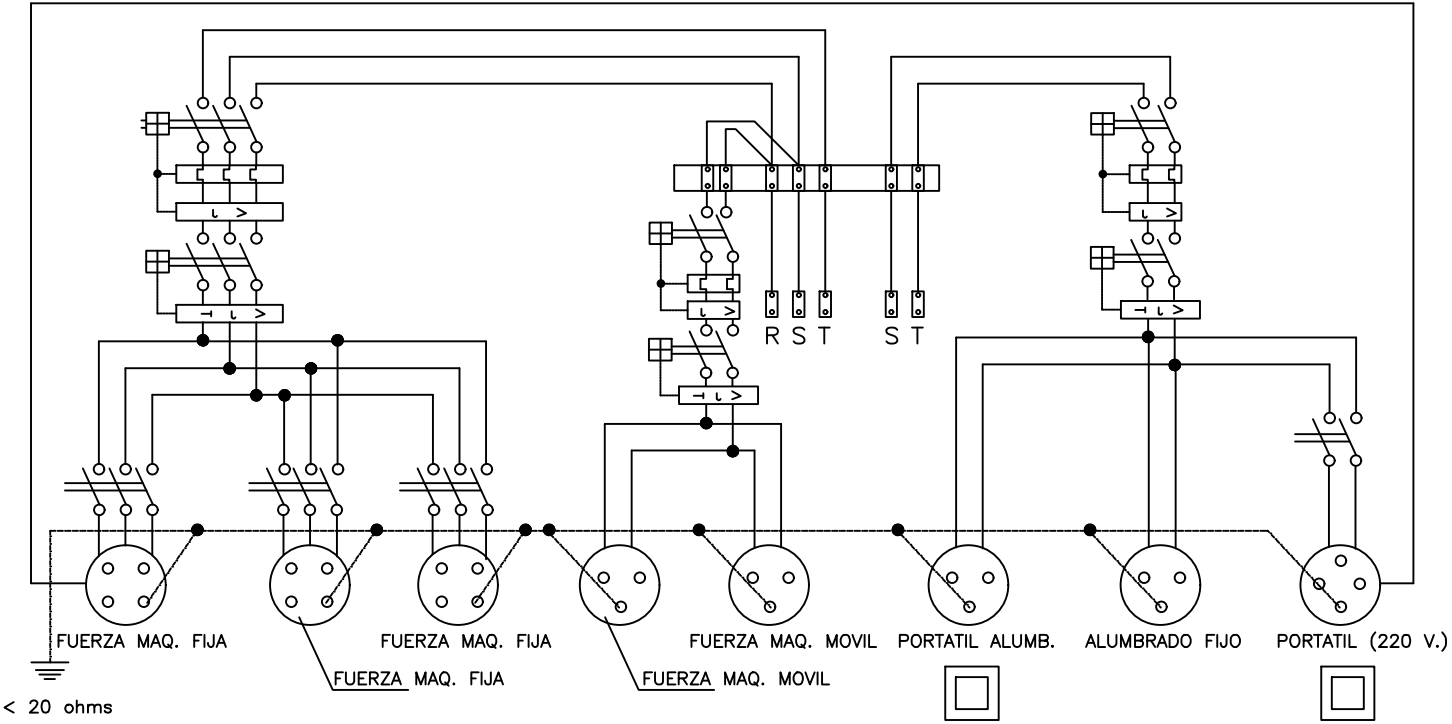 R S T S T
FUERZA MAQ. FIJA
FUERZA MAQ. FIJA
FUERZA MAQ. MOVIL
PORTATIL ALUMB.
ALUMBRADO FIJO
PORTATIL (220 V.)
FUERZA MAQ. FIJA
FUERZA MAQ. MOVIL
< 20 ohms